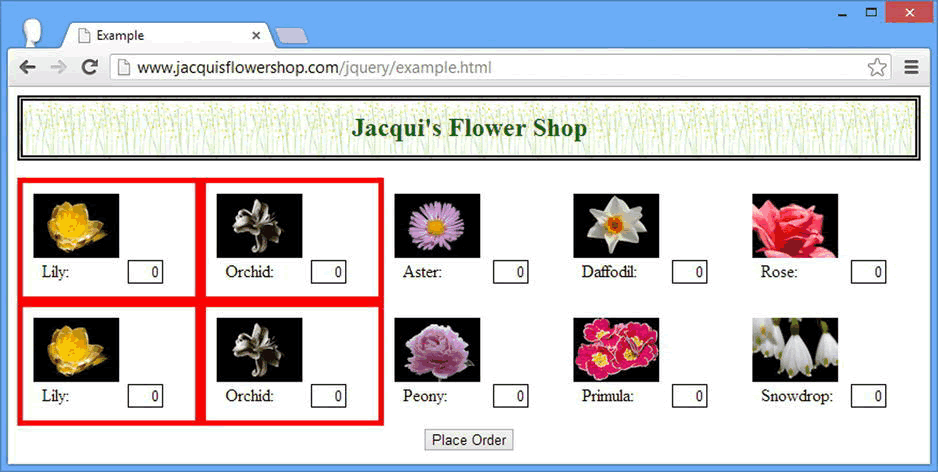 Example
www.jacquisflowershop.com/jquery/example.html
Jacqui's Flower Shop
Lily: 0 Orchid: 0 Aster: 0 Daffodil: 0 Rose: 0
Lily: 0 Orchid: 0 Peony: 0 Primula: 0 Snowdrop: 0
Place Order